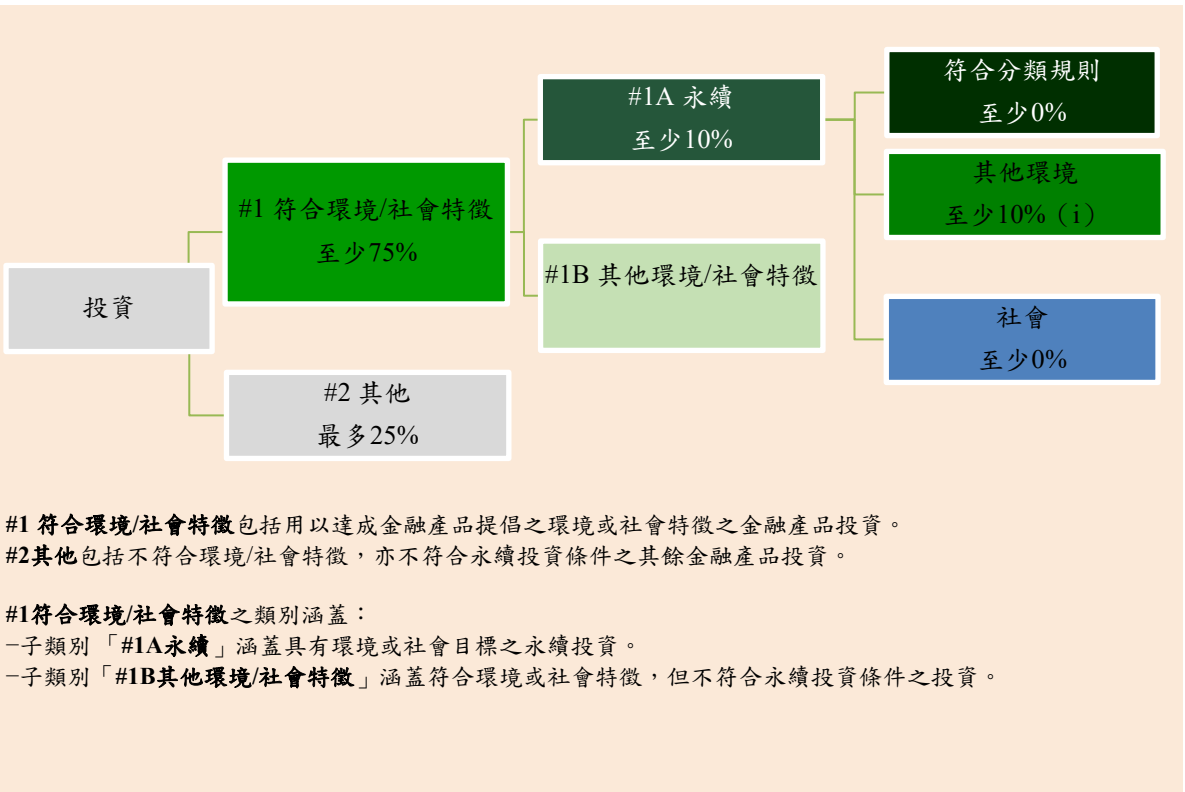 符合分類規則
至少0%
#1A 永續
至少10%
其他環境
至少10%（i）
#1 符合環境/社會特徵
至少75%
#1B 其他環境/社會特徵
投資
社會
至少0%
#2 其他
最多25%
#1 符合環境/社會特徵包括用以達成金融產品提倡之環境或社會特徵之金融產品投資。
#2其他包括不符合環境/社會特徵，亦不符合永續投資條件之其餘金融產品投資。
#1符合環境/社會特徵之類別涵蓋：
−子類別「#1A永續」涵蓋具有環境或社會目標之永續投資。
−子類別「#1B其他環境/社會特徵」涵蓋符合環境或社會特徵，但不符合永續投資條件之投資。